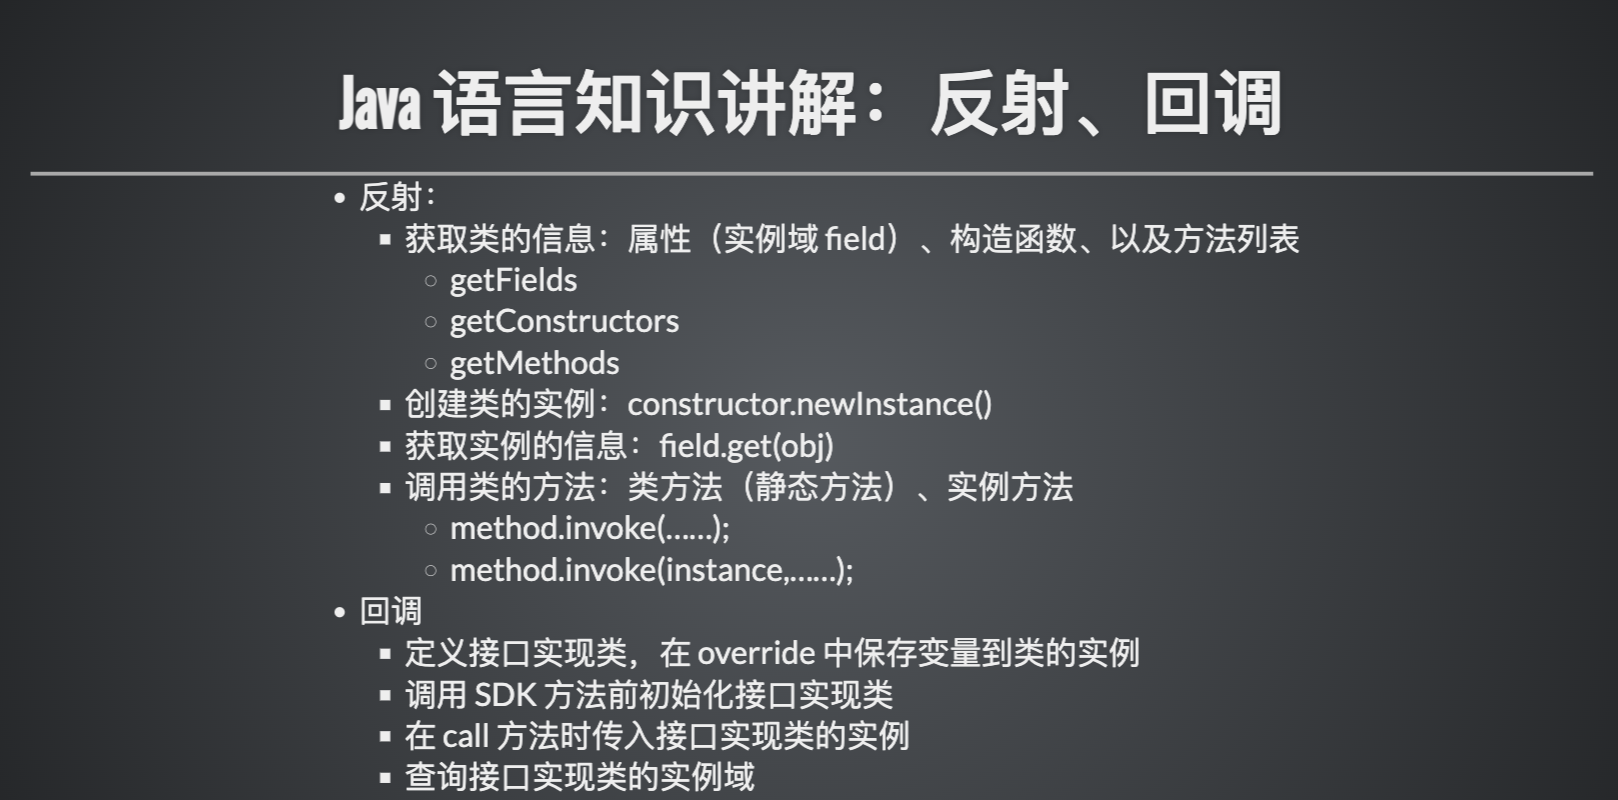 Java 语言知识讲解：反射、回调
反射：
获取类的信息：属性（实例域 field）、构造函数、以及方法列表
getFields
getConstructors
getMethods
创建类的实例：constructor.newInstance()
获取实例的信息：field.get(obj)
调用类的方法：类方法（静态方法）、实例方法
method.invoke(……);
method.invoke(instance,……);
回调
定义接口实现类，在 override 中保存变量到类的实例
调用 SDK 方法前初始化接口实现类
在 call 方法时传入接口实现类的实例
查询接口实现类的实例域